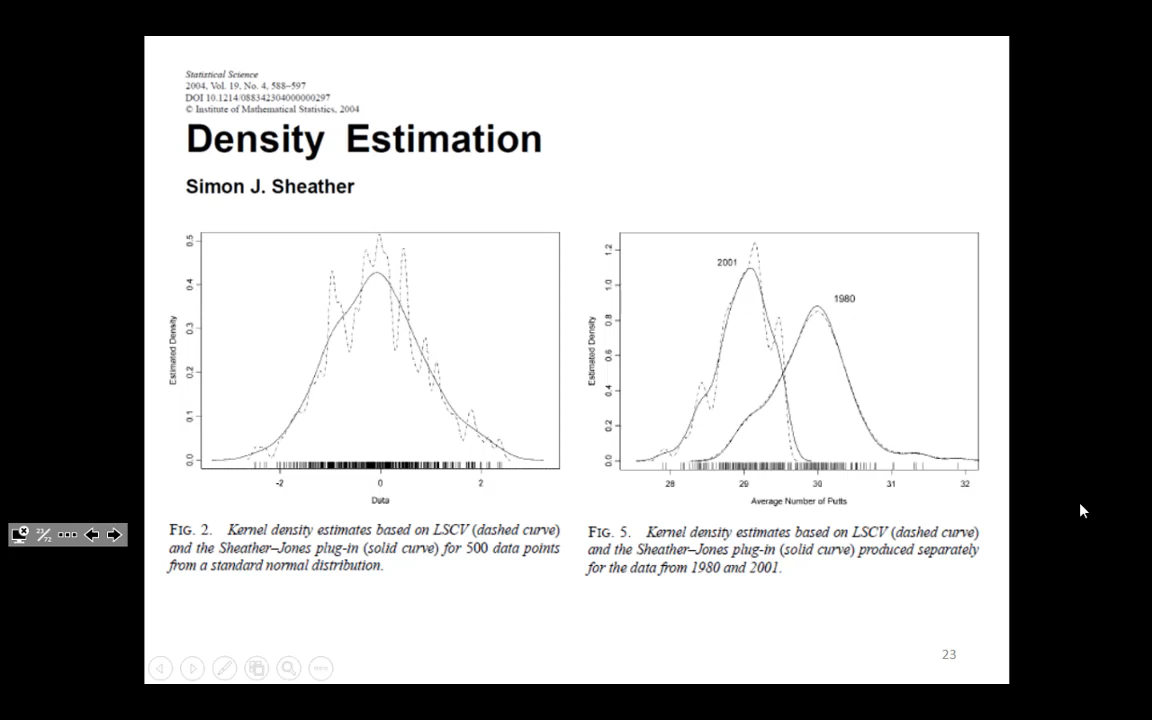 Statistical Science
2004, Vol. 19, No. 4, 588–597
DOI 10.1214/088342304000000297
© Institute of Mathematical Statistics, 2004
Density Estimation
Simon J. Sheather
Estimated Density
0.0 0.1 0.2 0.3 0.4 0.5
-2 0 2
Data
2001
1980
Estimated Density
0.0 0.2 0.4 0.6 0.8 1.0 1.2
28 29 30 31 32
Average Number of Putts
FIG. 2. Kernel density estimates based on LSCV (dashed curve)
and the Sheather–Jones plug-in (solid curve) for 500 data points
from a standard normal distribution.
FIG. 5. Kernel density estimates based on LSCV (dashed curve)
and the Sheather–Jones plug-in (solid curve) produced separately
for the data from 1980 and 2001.
23